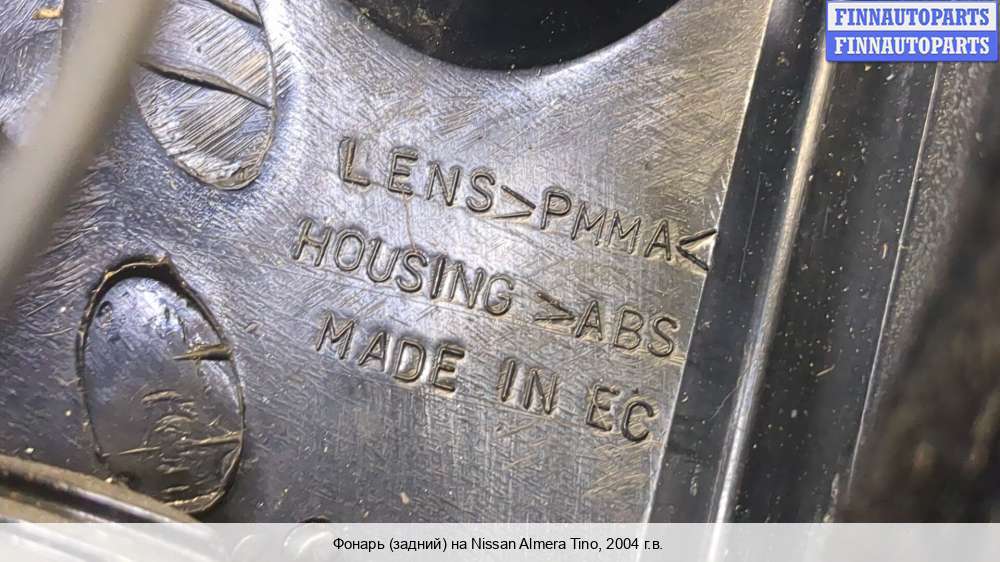 FINNAUTOPARTS
FINNAUTOPARTS
LENS>PMMA<
HOUSING >ABS
MADE IN EC
Фонарь (задний) на Nissan Almera Tino, 2004 г.в.